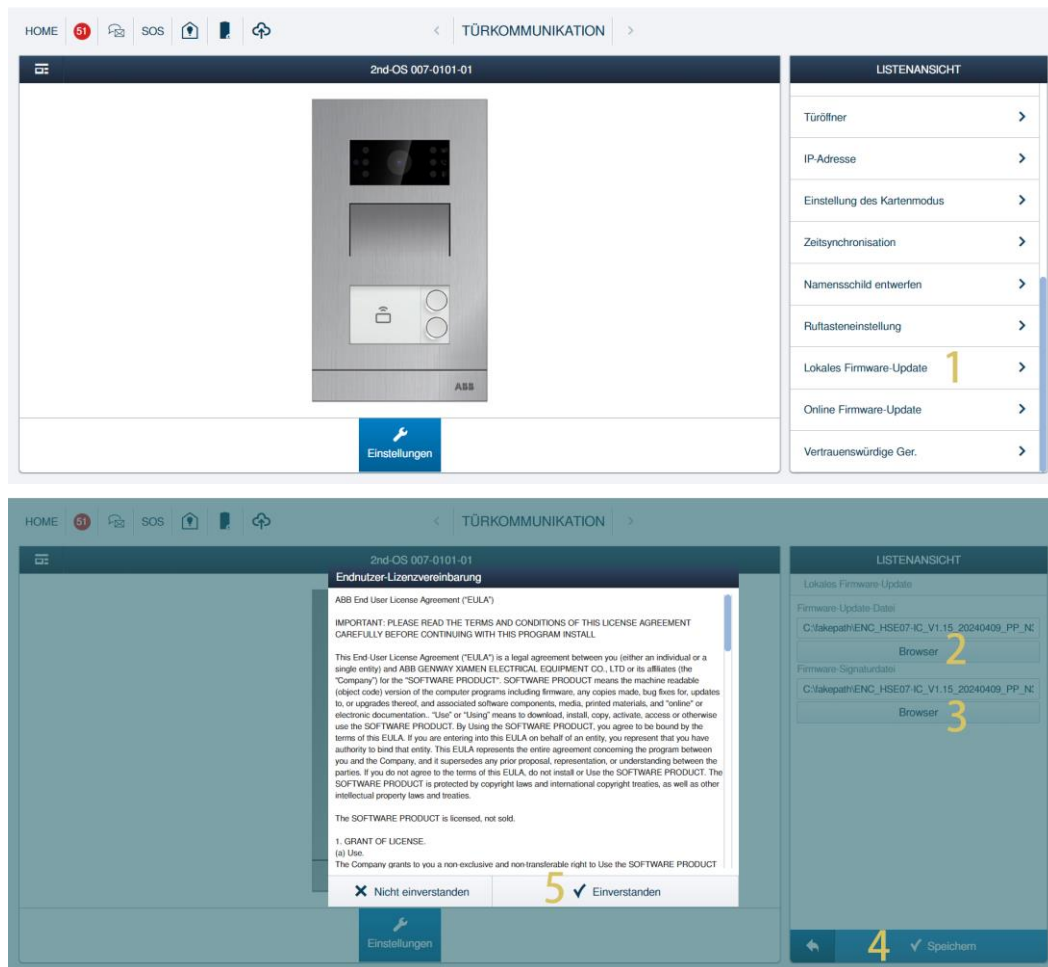 HOME 51 SOS TÜRKOMMUNIKATION
2nd-OS 007-0101-01
LISTENANSICHT
Türöffner
IP-Adresse
Einstellung des Kartenmodus
Zeitsynchronisation
Namensschild entwerfen
Ruftasteneinstellung
Lokales Firmware-Update 1
Online Firmware-Update
Vertrauenswürdige Ger.
ABB
Einstellungen
HOME 51 SOS TÜRKOMMUNIKATION
2nd-OS 007-0101-01
Endnutzer-Lizenzvereinbarung
ABB End User License Agreement ("EULA")
IMPORTANT: PLEASE READ THE TERMS AND CONDITIONS OF THIS LICENSE AGREEMENT
CAREFULLY BEFORE CONTINUING WITH THIS PROGRAM INSTALL
This End-User License Agreement ("EULA") is a legal agreement between you (either an individual or a
single entity) and ABB GENWAY XIAMEN ELECTRICAL EQUIPMENT CO., LTD or its affiliates (the
"Company") for the "SOFTWARE PRODUCT". SOFTWARE PRODUCT means the machine readable
(object code) version of the computer programs including firmware, any copies made, bug fixes for, updates
to, or upgrades thereof, and associated software components, media, printed materials, and "online" or
electronic documentation.. "Use" or "Using" means to download, install, copy, activate, access or otherwise
use the SOFTWARE PRODUCT. By Using the SOFTWARE PRODUCT, you agree to be bound by the
terms of this EULA. If you are entering into this EULA on behalf of an entity, you represent that you have
authority to bind that entity. This EULA represents the entire agreement concerning the program between
you and the Company, and it supersedes any prior proposal, representation, or understanding between the
parties. If you do not agree to the terms of this EULA, do not install or Use the SOFTWARE PRODUCT. The
SOFTWARE PRODUCT is protected by copyright laws and international copyright treaties, as well as other
intellectual property laws and treaties.
The SOFTWARE PRODUCT is licensed, not sold.
1. GRANT OF LICENSE.
(a) Use.
The Company grants to you a non-exclusive and non-transferable right to Use the SOFTWARE PRODUCT
Nicht einverstanden 5 Einverstanden
Einstellungen
LISTENANSICHT
Lokales Firmware-Update
Firmware-Update-Datei
C:\fakepath\ENC_HSE07-IC_V1.15_20240409_PP_N
Browser 2
Firmware-Signaturdatei
C:\fakepath\ENC_HSE07-IC_V1.15_20240409_PP_N
Browser 3
4 Speichern